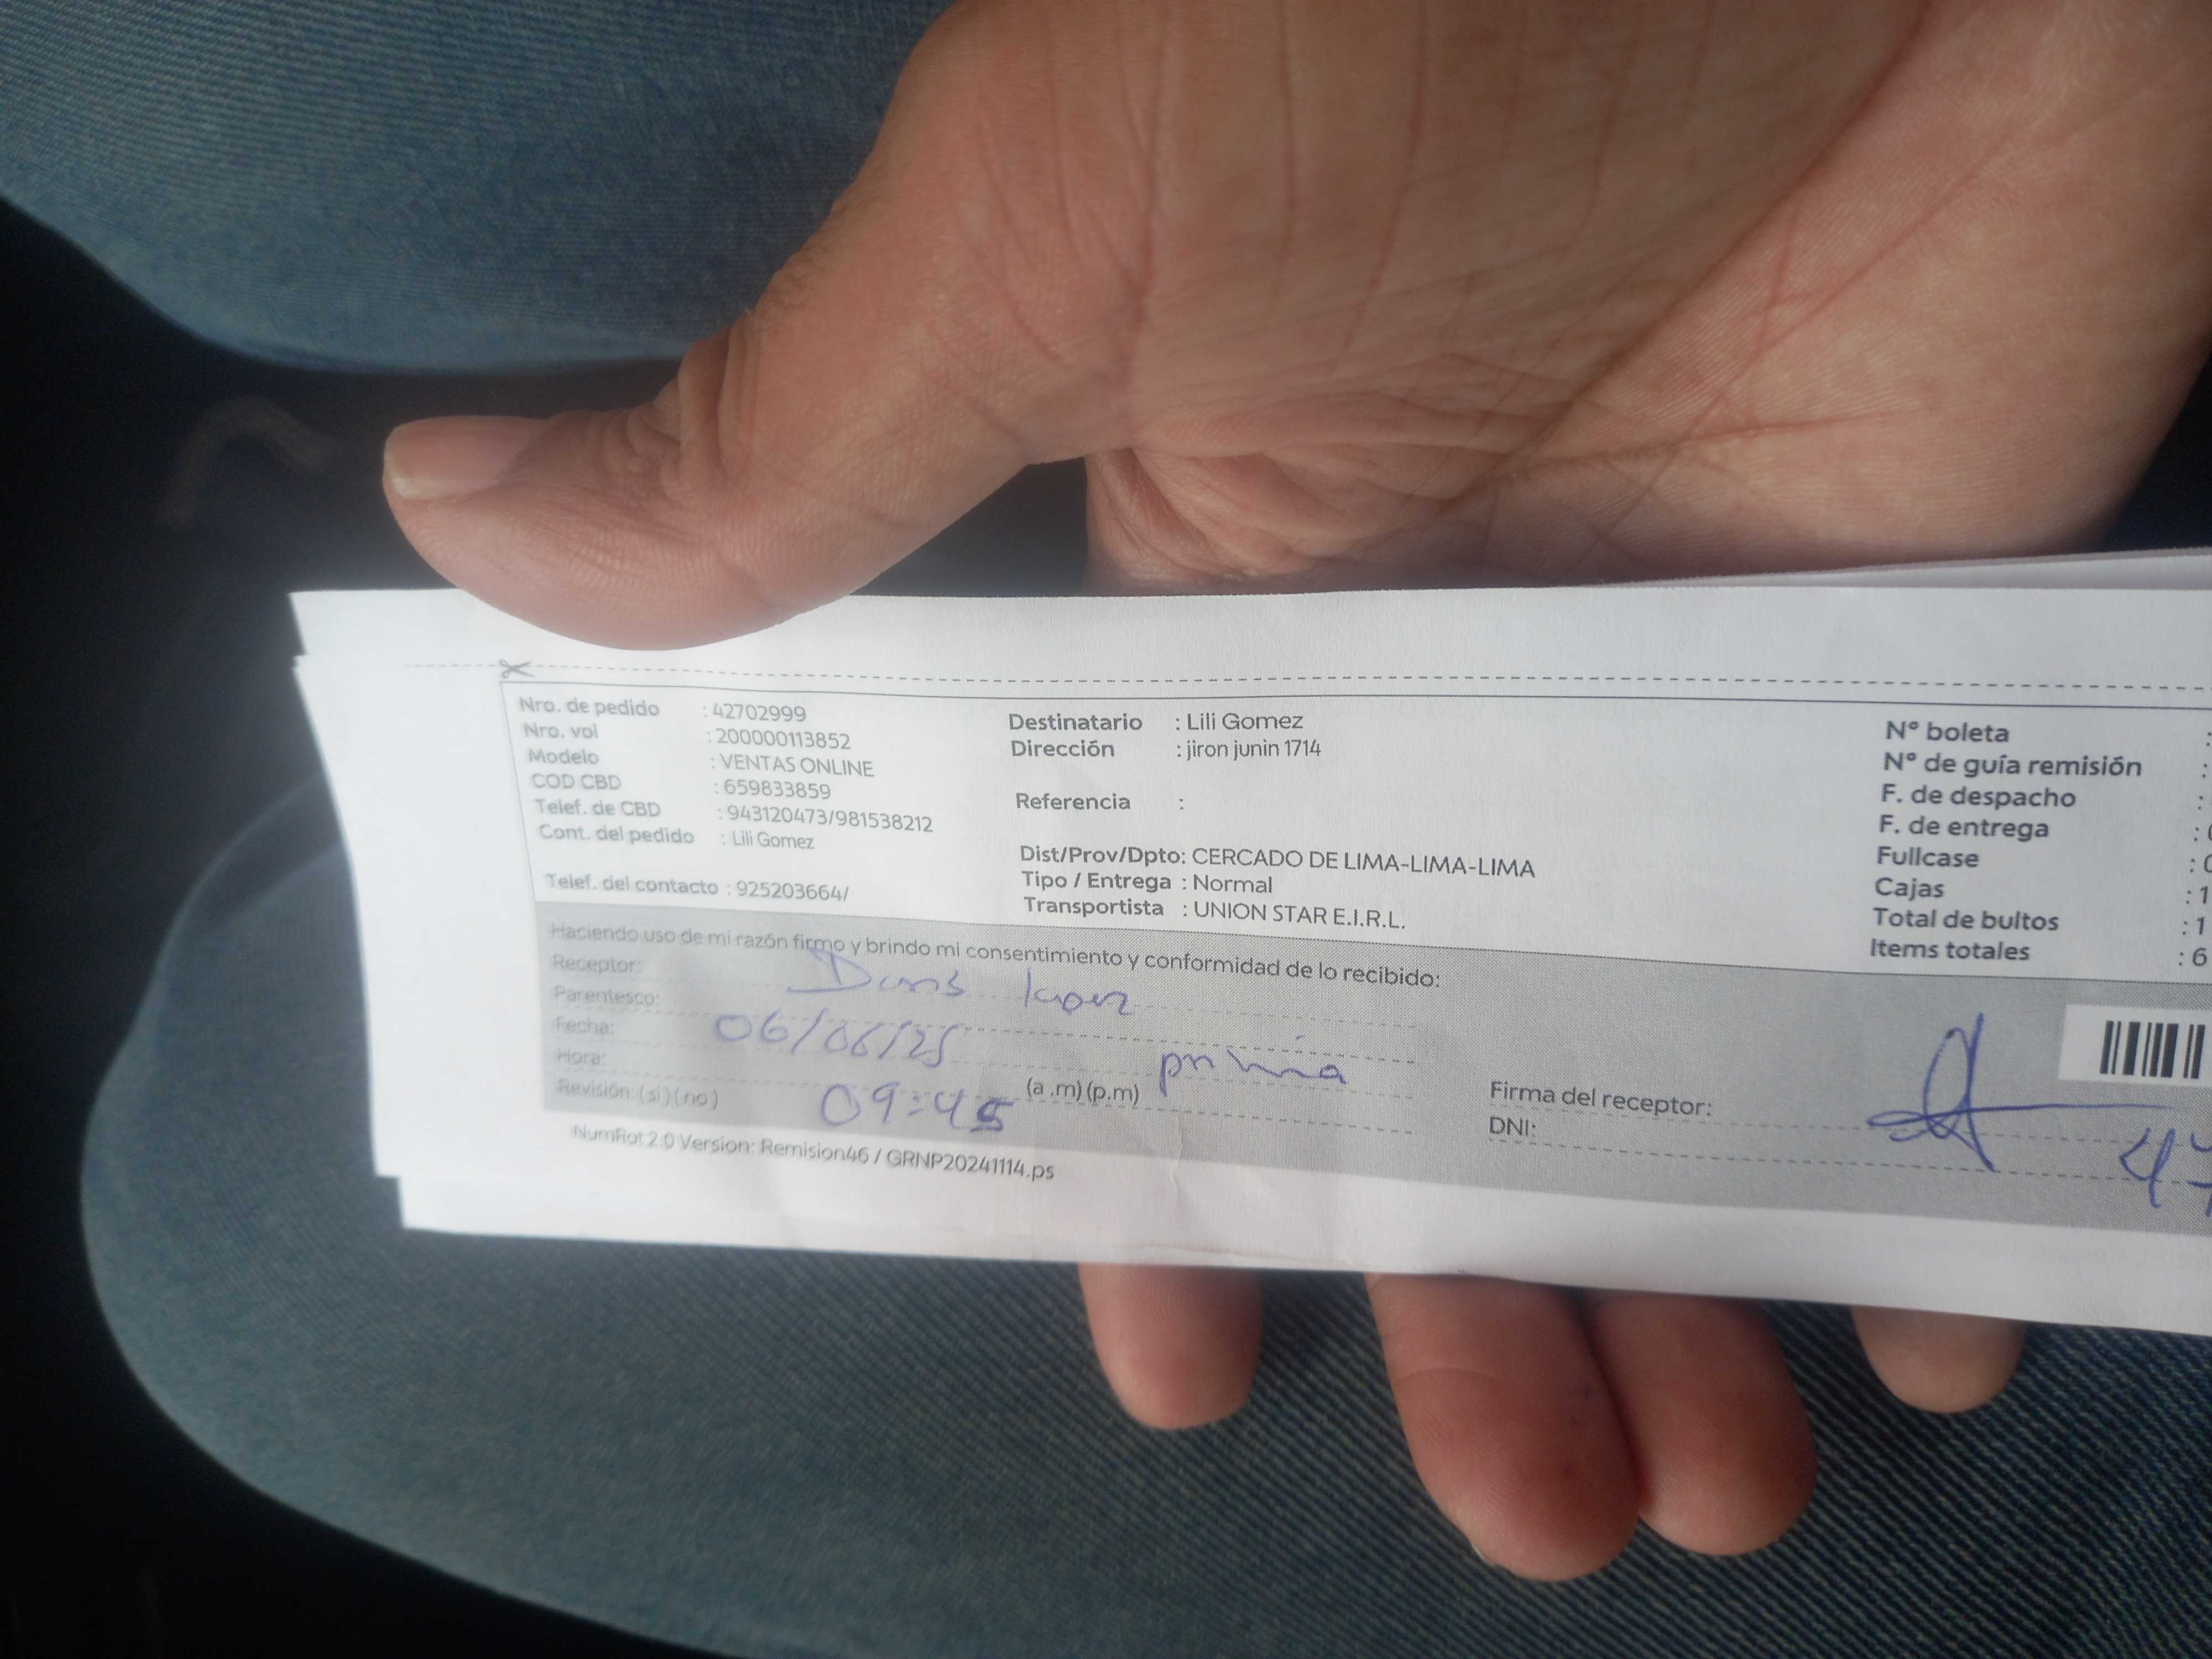 Nro. de pedido : 42702999
Nro. vol : 200000113852
Modelo : VENTAS ONLINE
COD CBD : 659833859
Telef. de CBD : 943120473/981538212
Cont. del pedido : Lili Gomez
Telef. del contacto : 925203664/
Destinatario : Lili Gomez
Dirección : jiron junin 1714
Referencia :
Dist/Prov/Dpto: CERCADO DE LIMA-LIMA-LIMA
Tipo / Entrega : Normal
Transportista : UNION STAR E.I.R.L.
N° boleta :
N° de guía remisión :
F. de despacho :
F. de entrega :
Fullcase :
Cajas : 1
Total de bultos : 1
Items totales : 6
Haciendo uso de mi razón firmo y brindo mi consentimiento y conformidad de lo recibido:
Receptor:
Parentesco:
Fecha: 06/06/25
Hora: 09:45 (a.m)(p.m)
Revisión: (si) (no)
Firma del receptor:
DNI: 47
NumRot 2.0 Version: Remision46 / GRNP20241114.ps